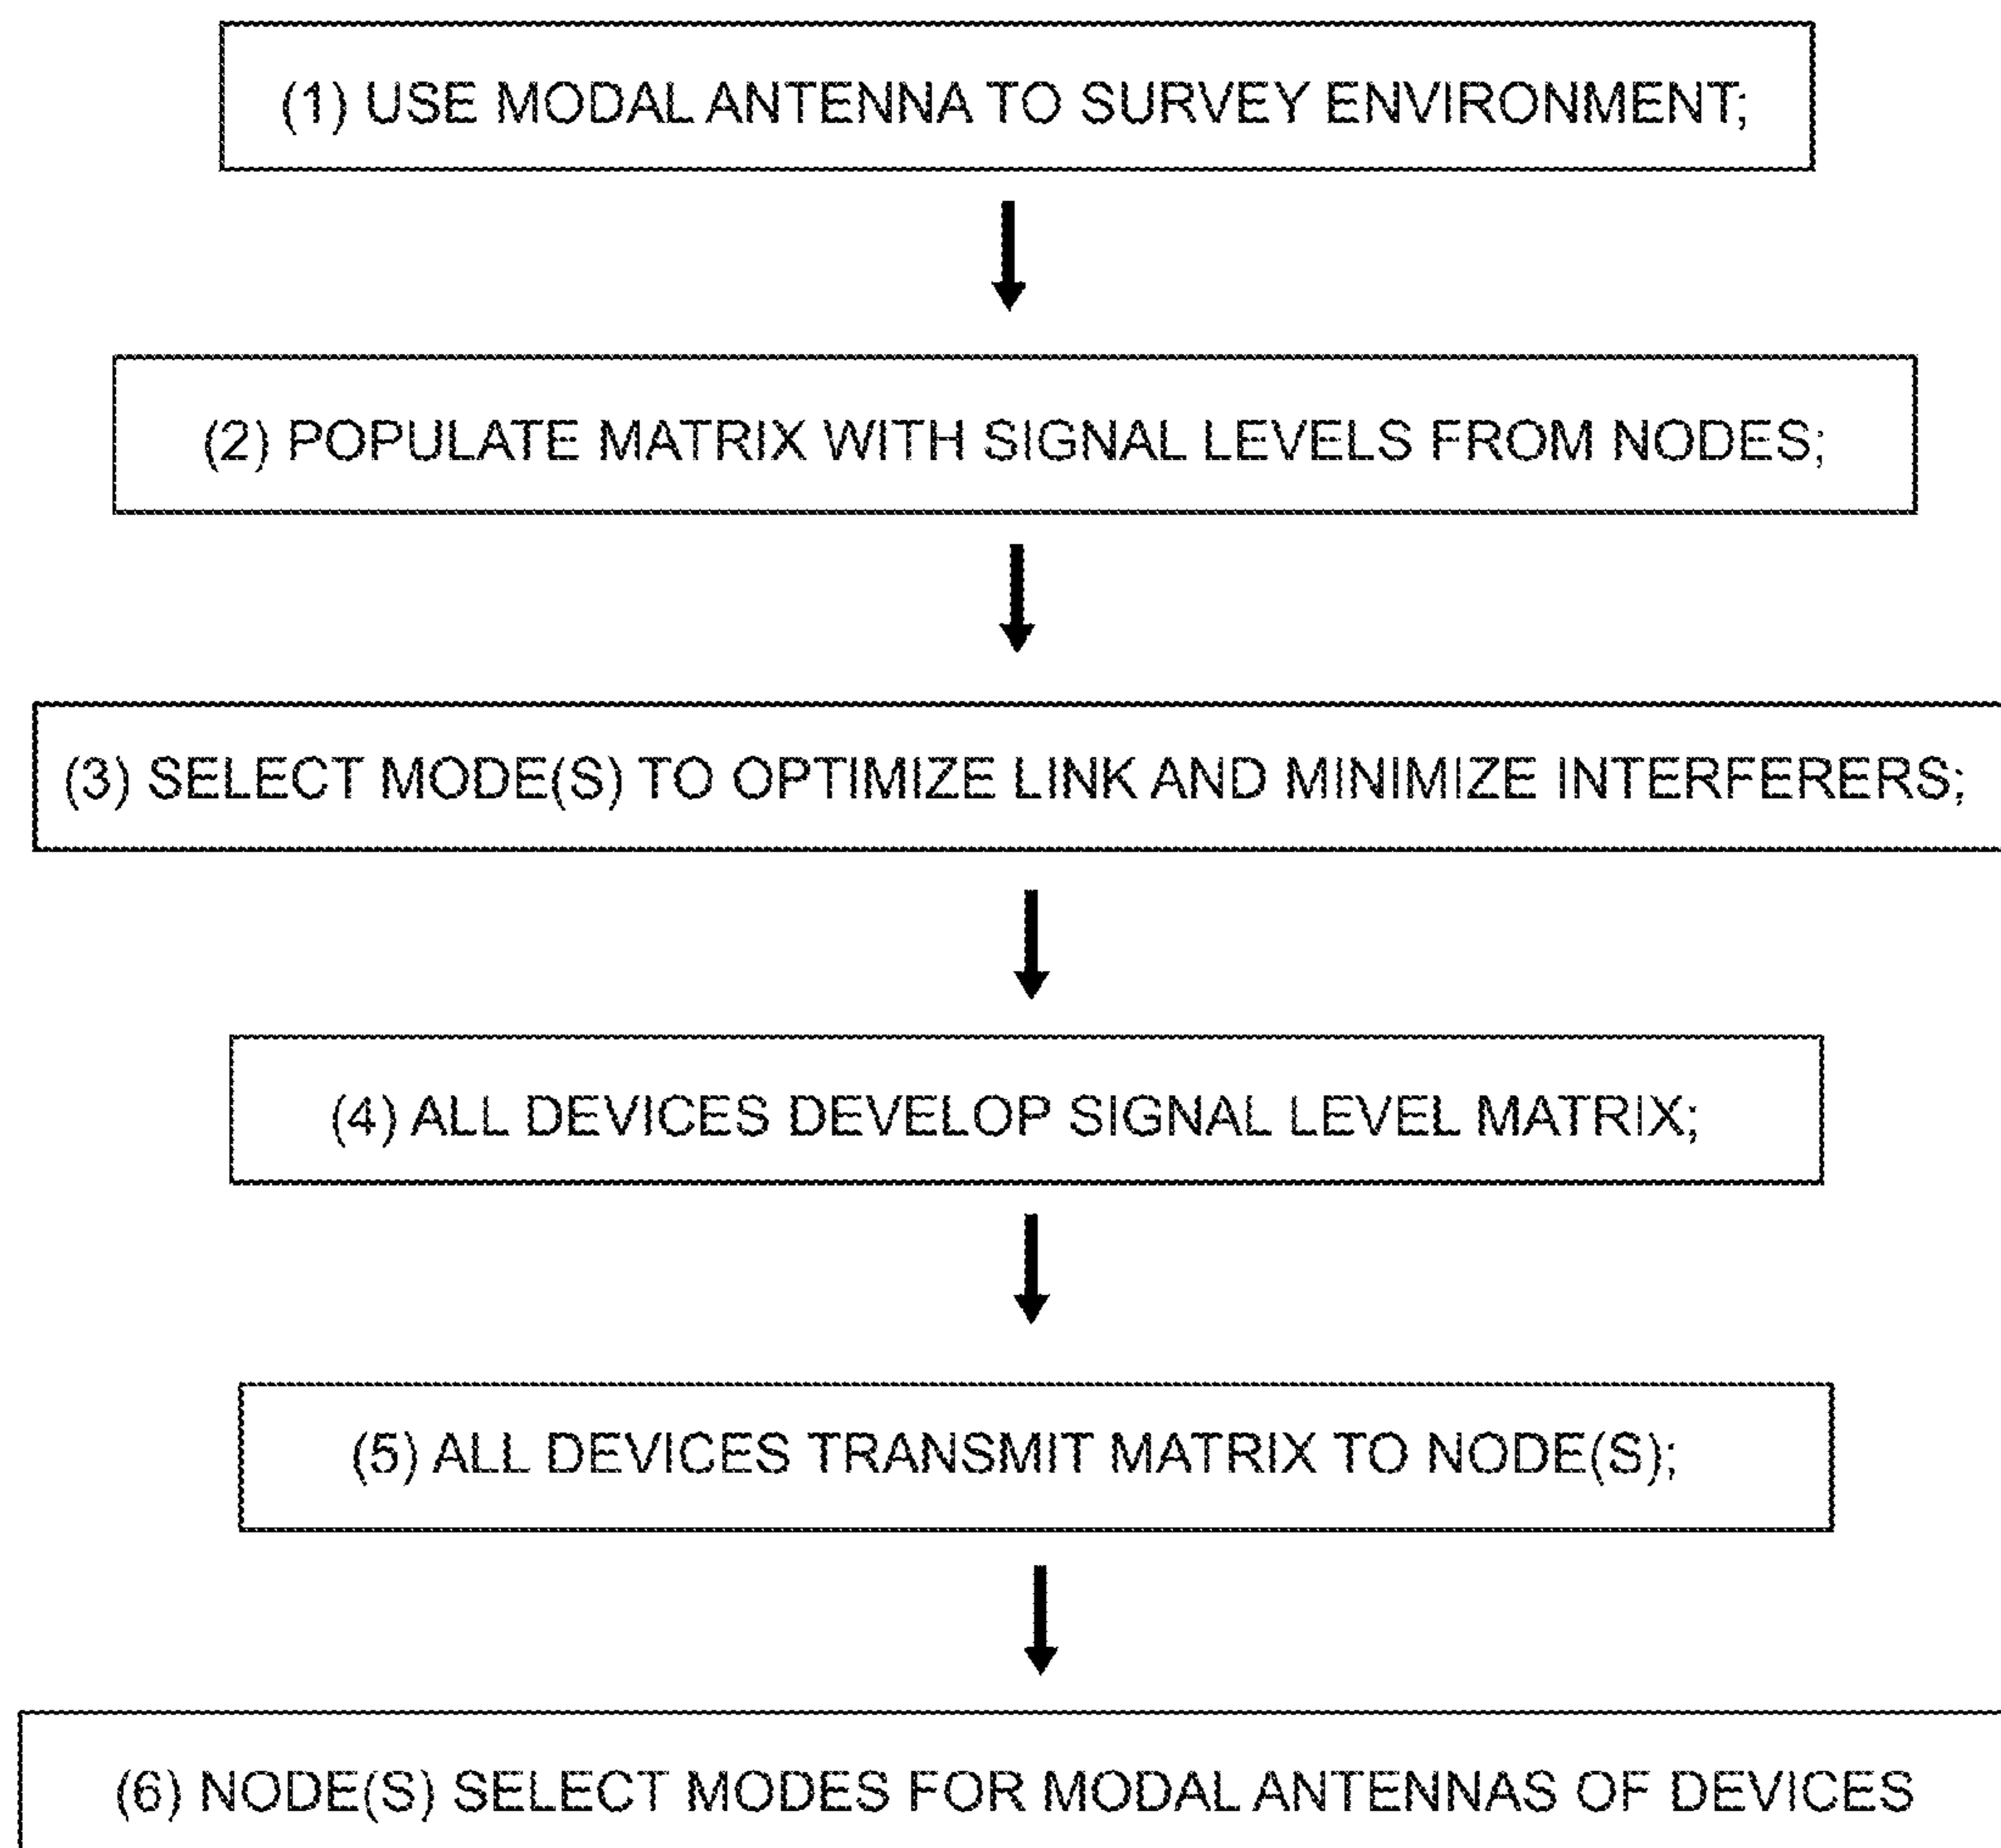 (1) USE MODAL ANTENNA TO SURVEY ENVIRONMENT;
(2) POPULATE MATRIX WITH SIGNAL LEVELS FROM NODES;
(3) SELECT MODE(S) TO OPTIMIZE LINK AND MINIMIZE INTERFERERS;
(4) ALL DEVICES DEVELOP SIGNAL LEVEL MATRIX;
(5) ALL DEVICES TRANSMIT MATRIX TO NODE(S);
(6) NODE(S) SELECT MODES FOR MODAL ANTENNAS OF DEVICES